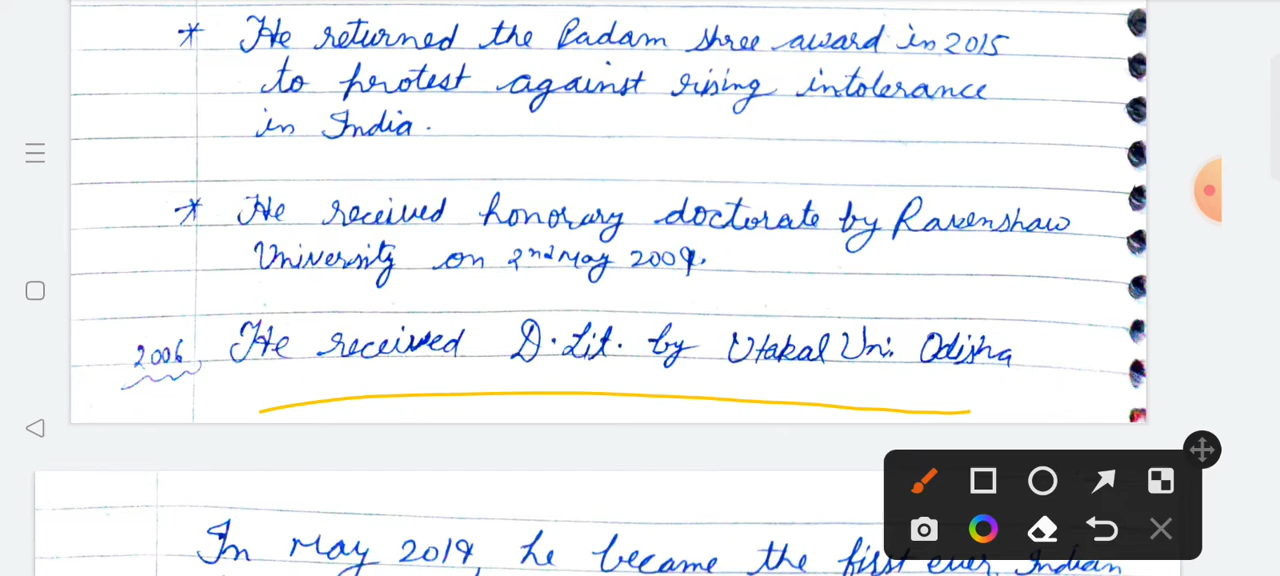 * He returned the Padam Shree award in 2015
to protest against rising intolerance
in India.
* He received honorary doctorate by Ravenshaw
University on 2nd May 2009.
2006, He received D.Lit. by Utakal Uni. Odisha
In May 2019, he became the first ever Indian